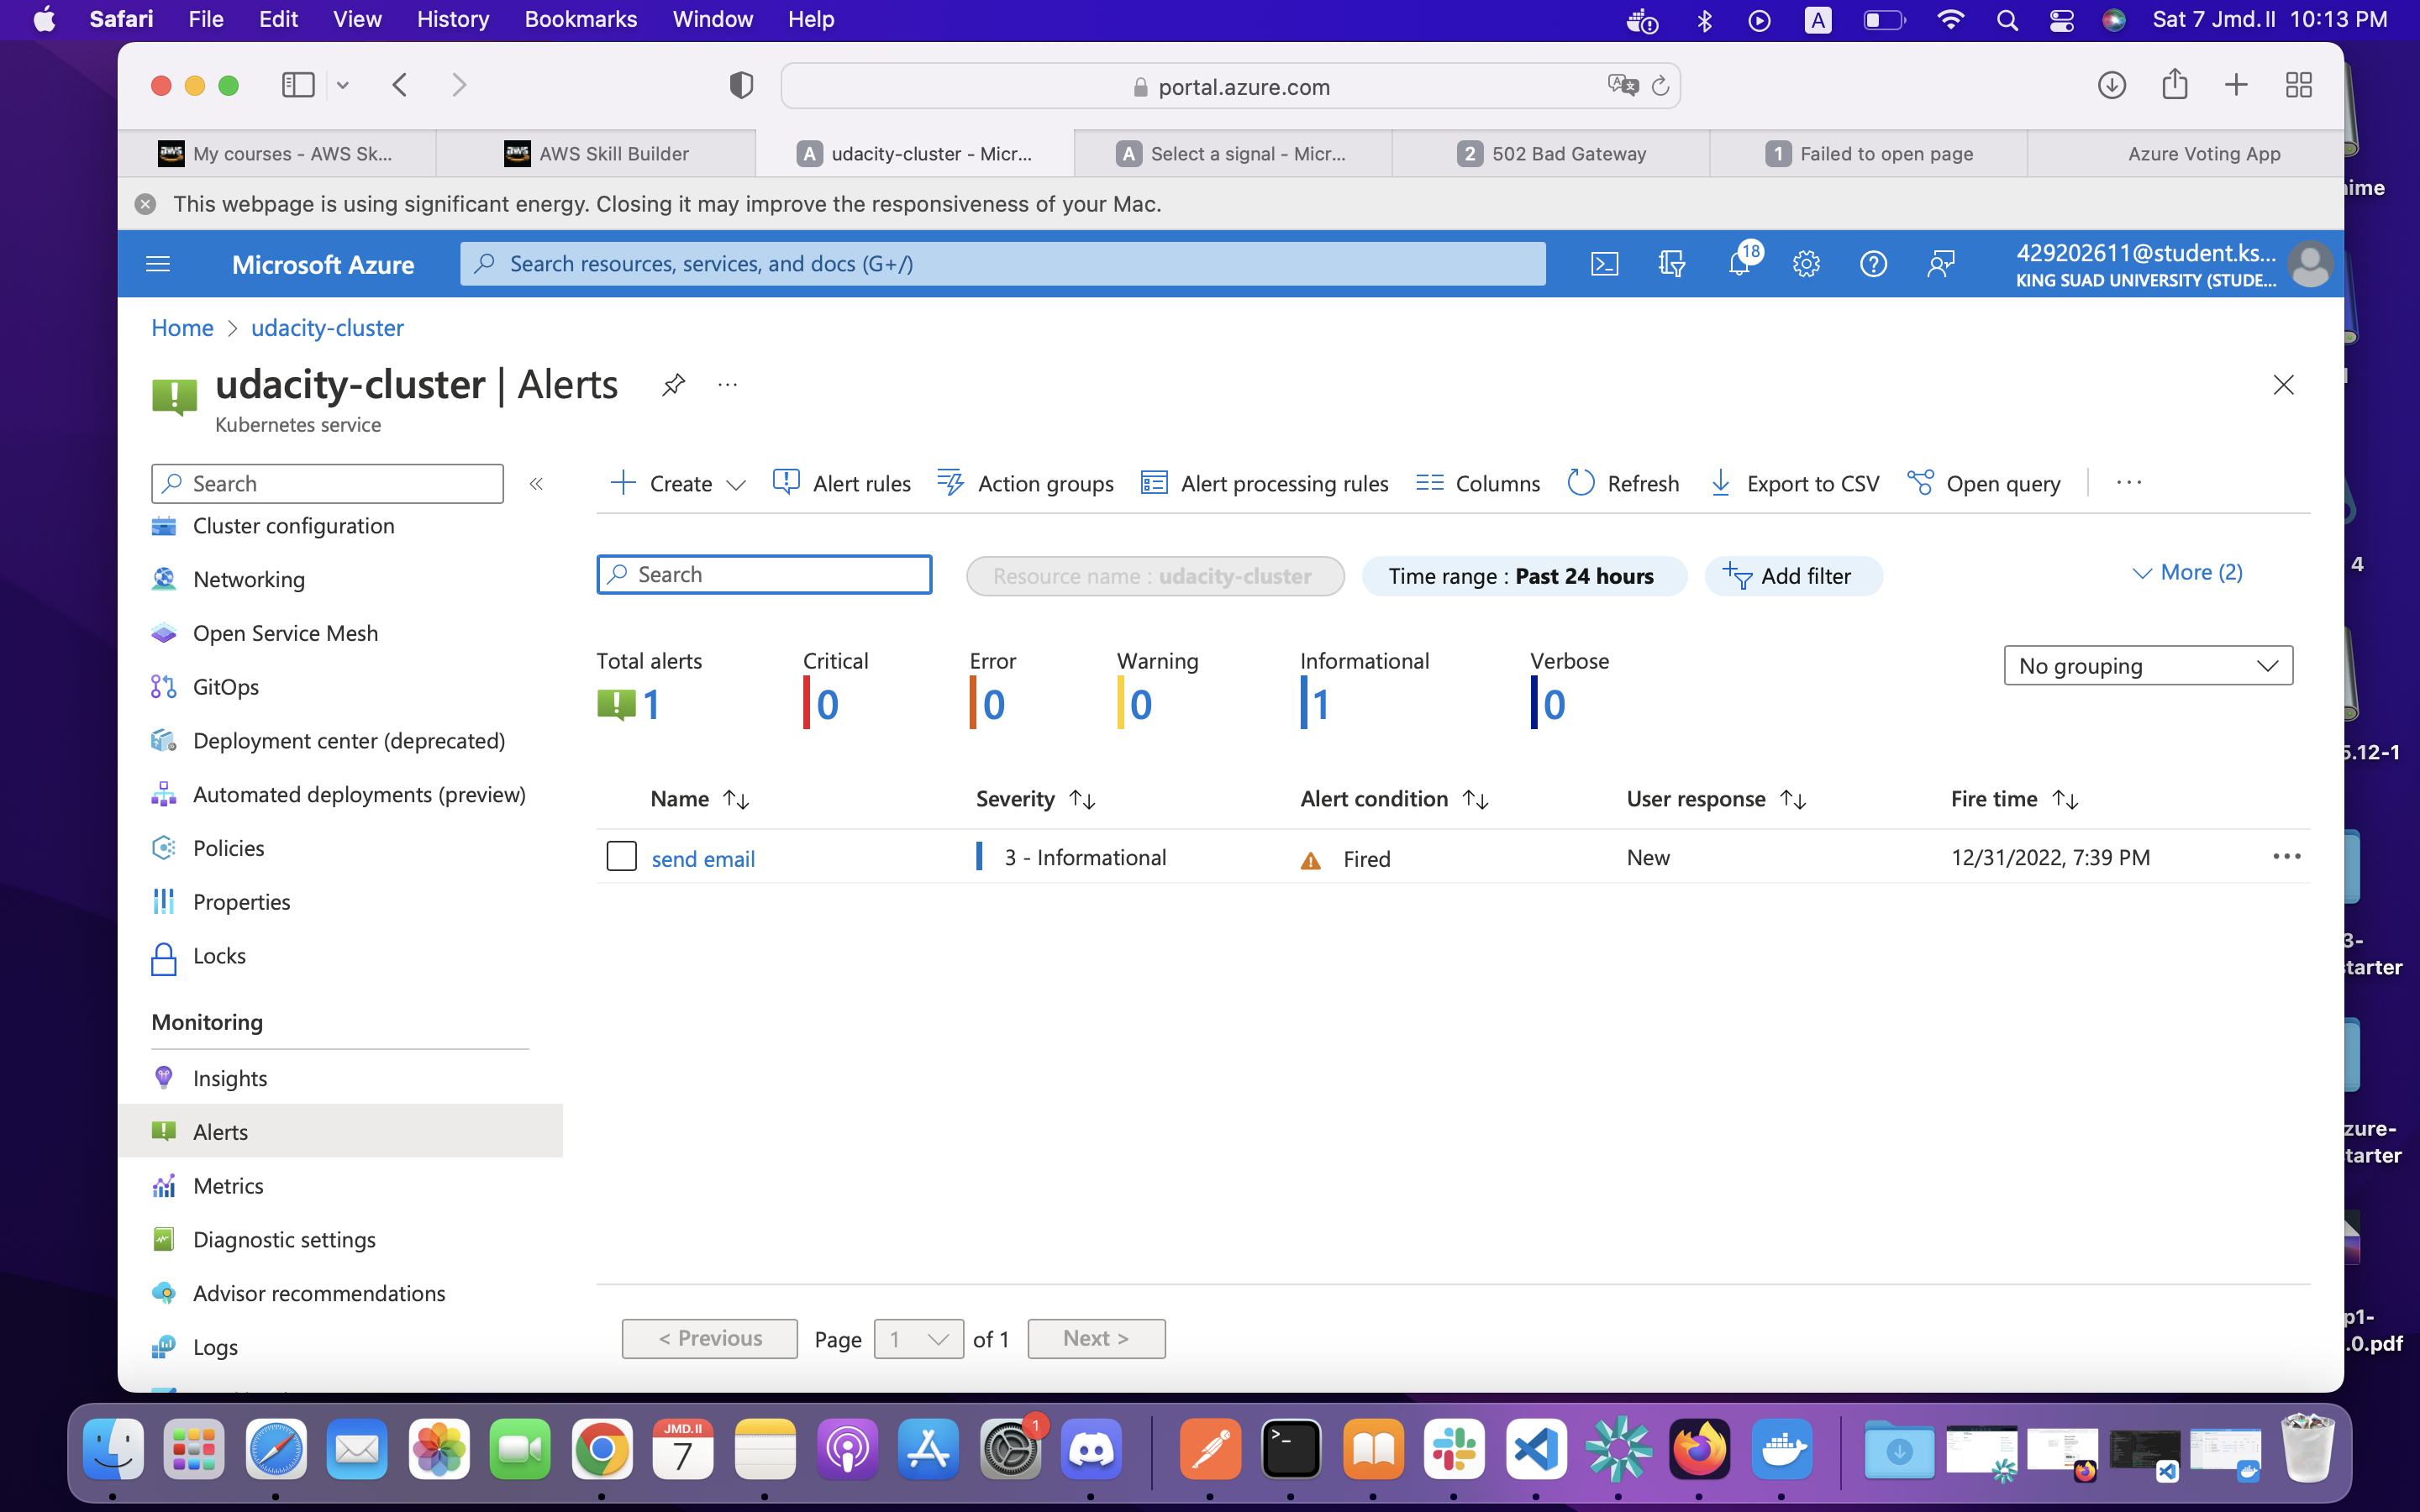 Safari File Edit View History Bookmarks Window Help A Sat 7 Jmd.II 10:13 PM
portal.azure.com
aws My courses - AWS Sk...
aws AWS Skill Builder
A udacity-cluster - Micr...
A Select a signal - Micr...
2 502 Bad Gateway
1 Failed to open page
Azure Voting App
This webpage is using significant energy. Closing it may improve the responsiveness of your Mac.
Microsoft Azure
Search resources, services, and docs (G+/)
18
429202611@student.ks...
KING SUAD UNIVERSITY (STUDE...
Home > udacity-cluster
udacity-cluster | Alerts ...
Kubernetes service
Search «
Cluster configuration
Networking
Open Service Mesh
GitOps
Deployment center (deprecated)
Automated deployments (preview)
Policies
Properties
Locks
Monitoring
Insights
Alerts
Metrics
Diagnostic settings
Advisor recommendations
Logs
Create Alert rules Action groups Alert processing rules Columns Refresh Export to CSV Open query ...
Search
Resource name : udacity-cluster
Time range : Past 24 hours
Add filter
More (2)
Total alerts Critical Error Warning Informational Verbose
1 0 0 0 1 0
No grouping
Name Severity Alert condition User response Fire time
send email 3 - Informational Fired New 12/31/2022, 7:39 PM ...
< Previous Page 1 of 1 Next >
ime
4
5.12-1
3-
tarter
zure-
tarter
p1-
.0.pdf
JMD.II
7
1